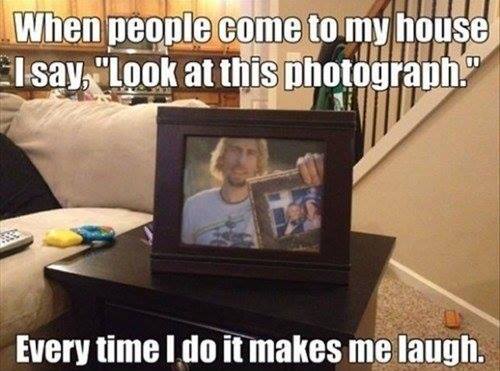 When people come to my house
I say, "Look at this photograph."
Every time I do it makes me laugh.